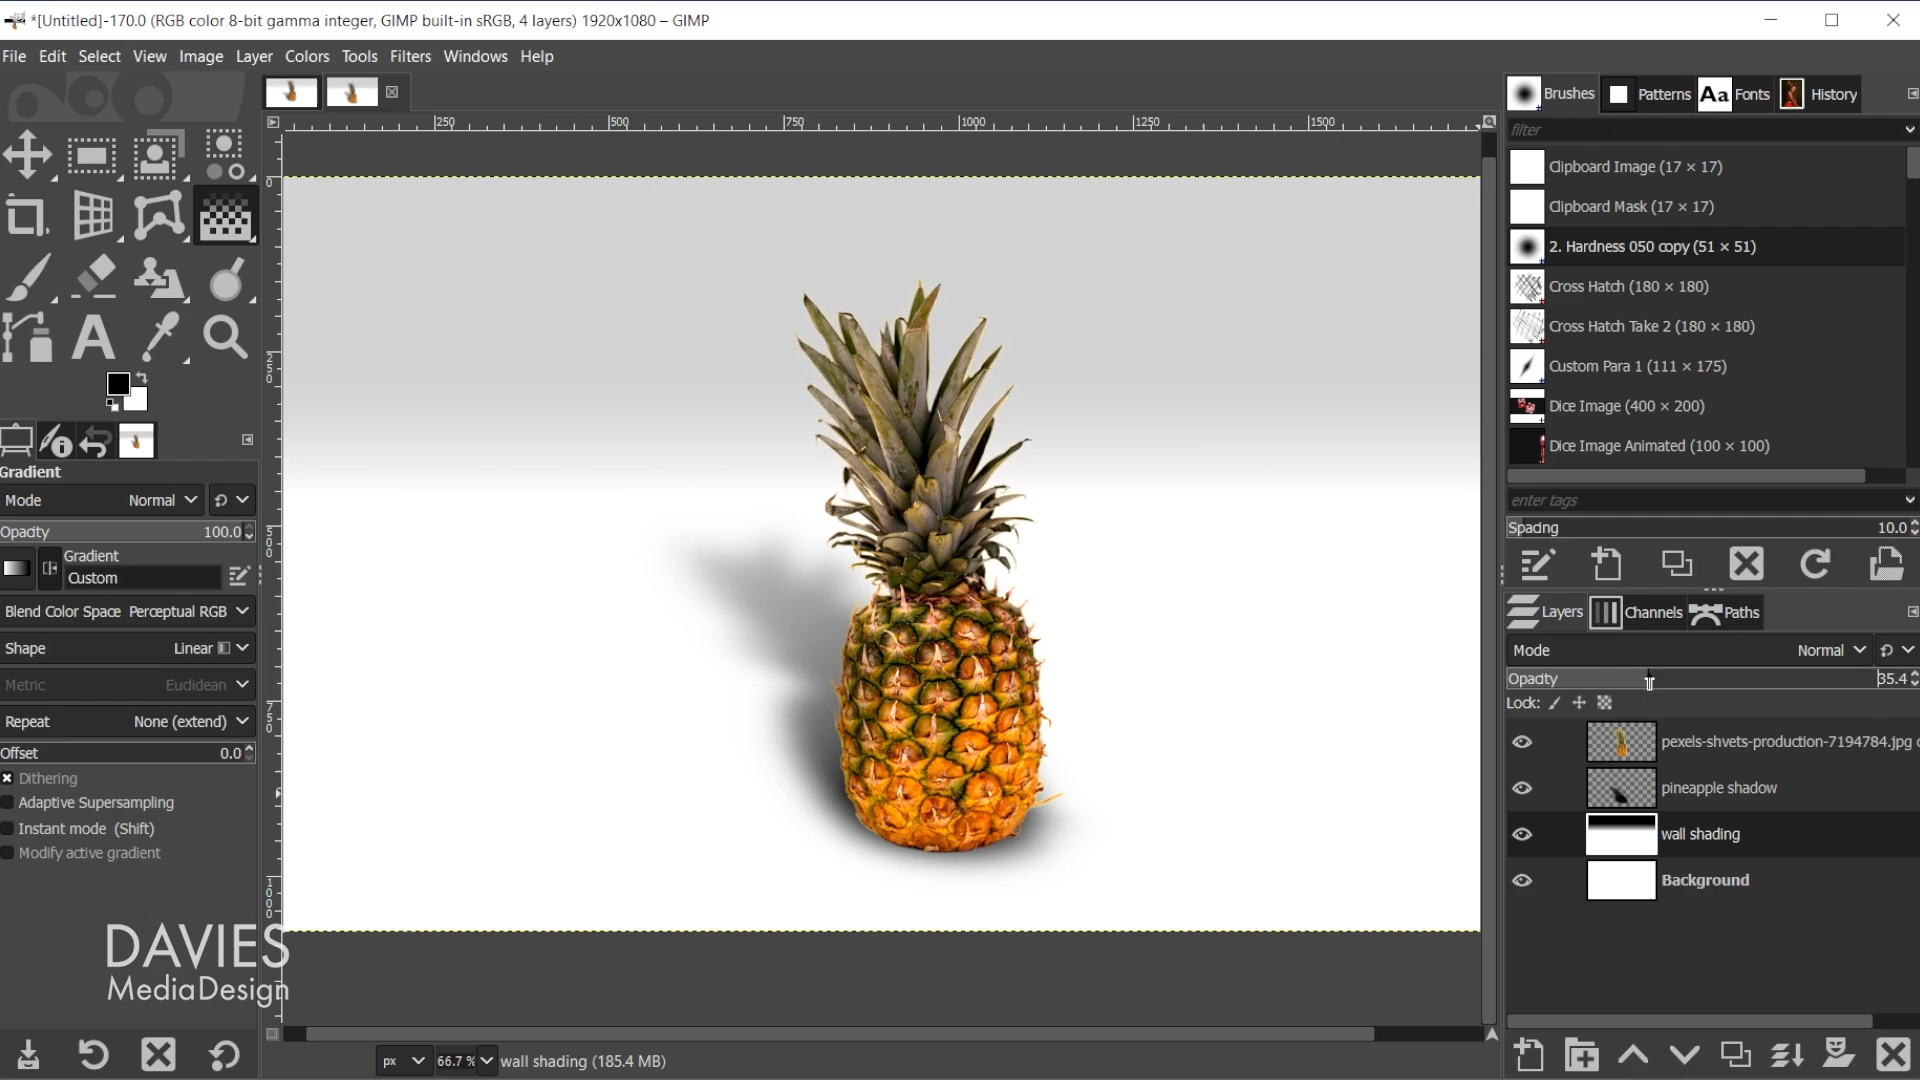 *[Untitled]-170.0 (RGB color 8-bit gamma integer, GIMP built-in sRGB, 4 layers) 1920x1080 – GIMP
File Edit Select View Image Layer Colors Tools Filters Windows Help
250 500 750 1000 1250 1500
0
250
500
750
1000
Gradient
Mode Normal
Opacity 100.0
Gradient
Custom
Blend Color Space Perceptual RGB
Shape Linear
Metric Euclidean
Repeat None (extend)
Offset 0.0
Dithering
Adaptive Supersampling
Instant mode (Shift)
Modify active gradient
DAVIES
MediaDesign
px 66.7 % wall shading (185.4 MB)
Brushes Patterns Aa Fonts History
filter
Clipboard Image (17 × 17)
Clipboard Mask (17 × 17)
2. Hardness 050 copy (51 × 51)
Cross Hatch (180 × 180)
Cross Hatch Take 2 (180 × 180)
Custom Para 1 (111 × 175)
Dice Image (400 × 200)
Dice Image Animated (100 × 100)
enter tags
Spacing 10.0
Layers Channels Paths
Mode Normal
Opacity 35.4
Lock:
pexels-shvets-production-7194784.jpg
pineapple shadow
wall shading
Background